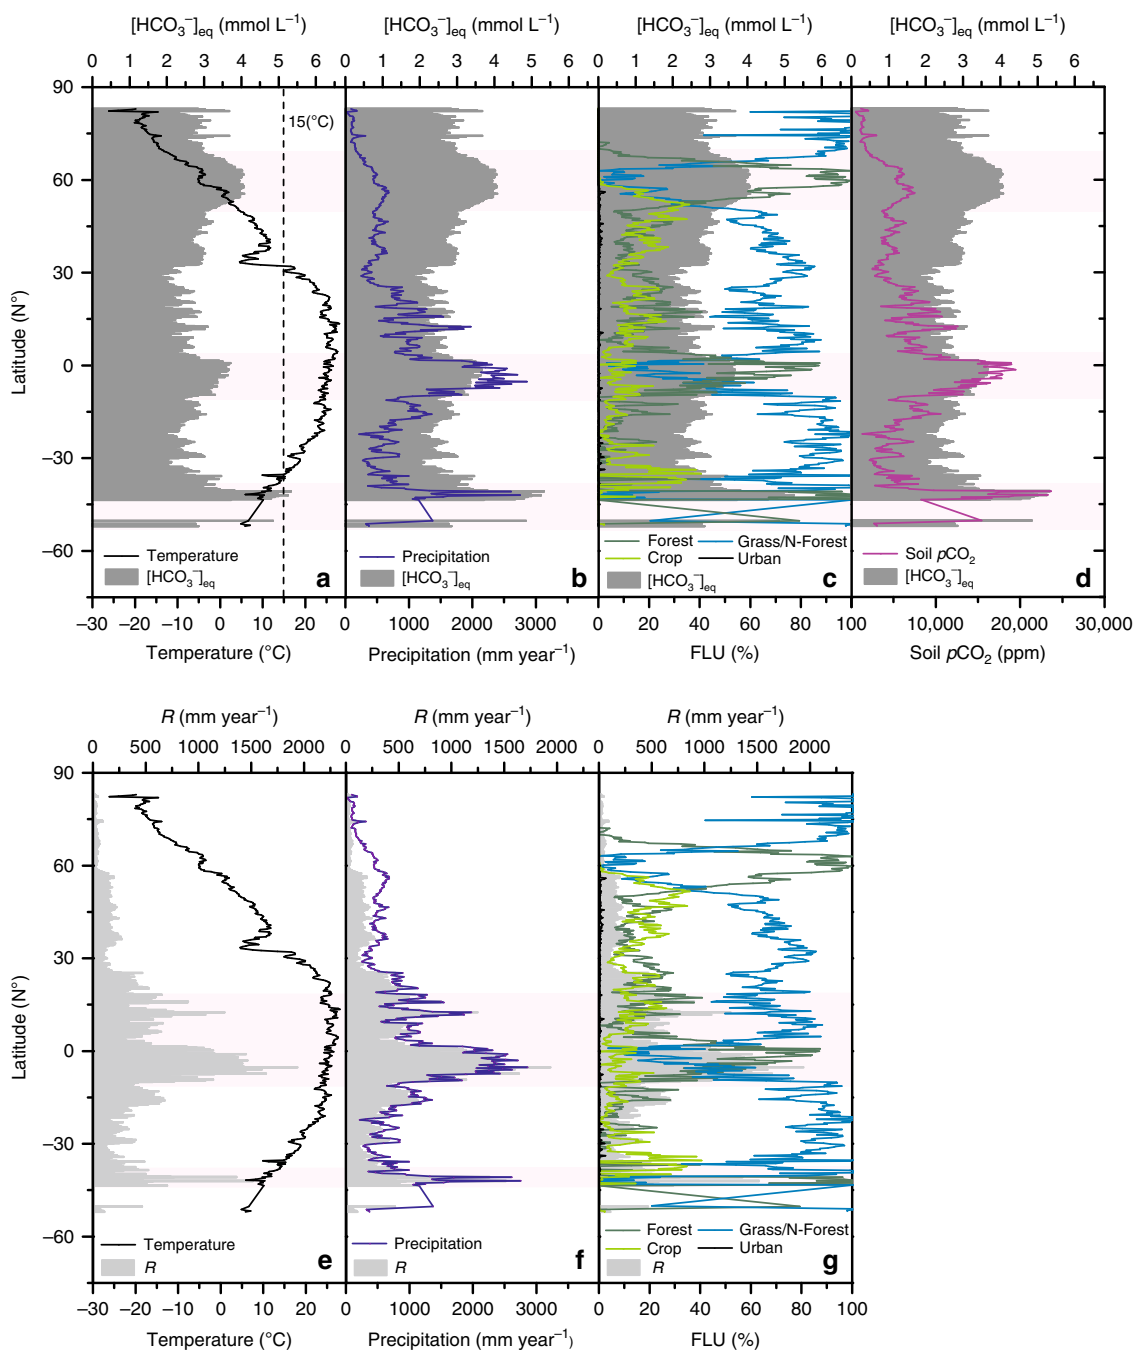 [HCO₃⁻]eq (mmol L⁻¹) [HCO₃⁻]eq (mmol L⁻¹) [HCO₃⁻]eq (mmol L⁻¹) [HCO₃⁻]eq (mmol L⁻¹)
0 1 2 3 4 5 6 0 1 2 3 4 5 6 0 1 2 3 4 5 6 0 1 2 3 4 5 6
90
15(°C)
60
30
Latitude (N°)
0
−30
−60
Temperature
[HCO₃⁻]eq
a
Precipitation
[HCO₃⁻]eq
b
Forest Grass/N-Forest
Crop Urban
[HCO₃⁻]eq
c
Soil pCO₂
[HCO₃⁻]eq
d
−30 −20 −10 0 10 20 0 1000 2000 3000 0 20 40 60 80 100 10,000 20,000 30,000
Temperature (°C) Precipitation (mm year⁻¹) FLU (%) Soil pCO₂ (ppm)
R (mm year⁻¹) R (mm year⁻¹) R (mm year⁻¹)
0 500 1000 1500 2000 0 500 1000 1500 2000 0 500 1000 1500 2000
90
60
30
Latitude (N°)
0
−30
−60
Temperature
R
e
Precipitation
R
f
Forest Grass/N-Forest
Crop Urban
R
g
−30 −20 −10 0 10 20 0 1000 2000 3000 0 20 40 60 80 100
Temperature (°C) Precipitation (mm year⁻¹) FLU (%)